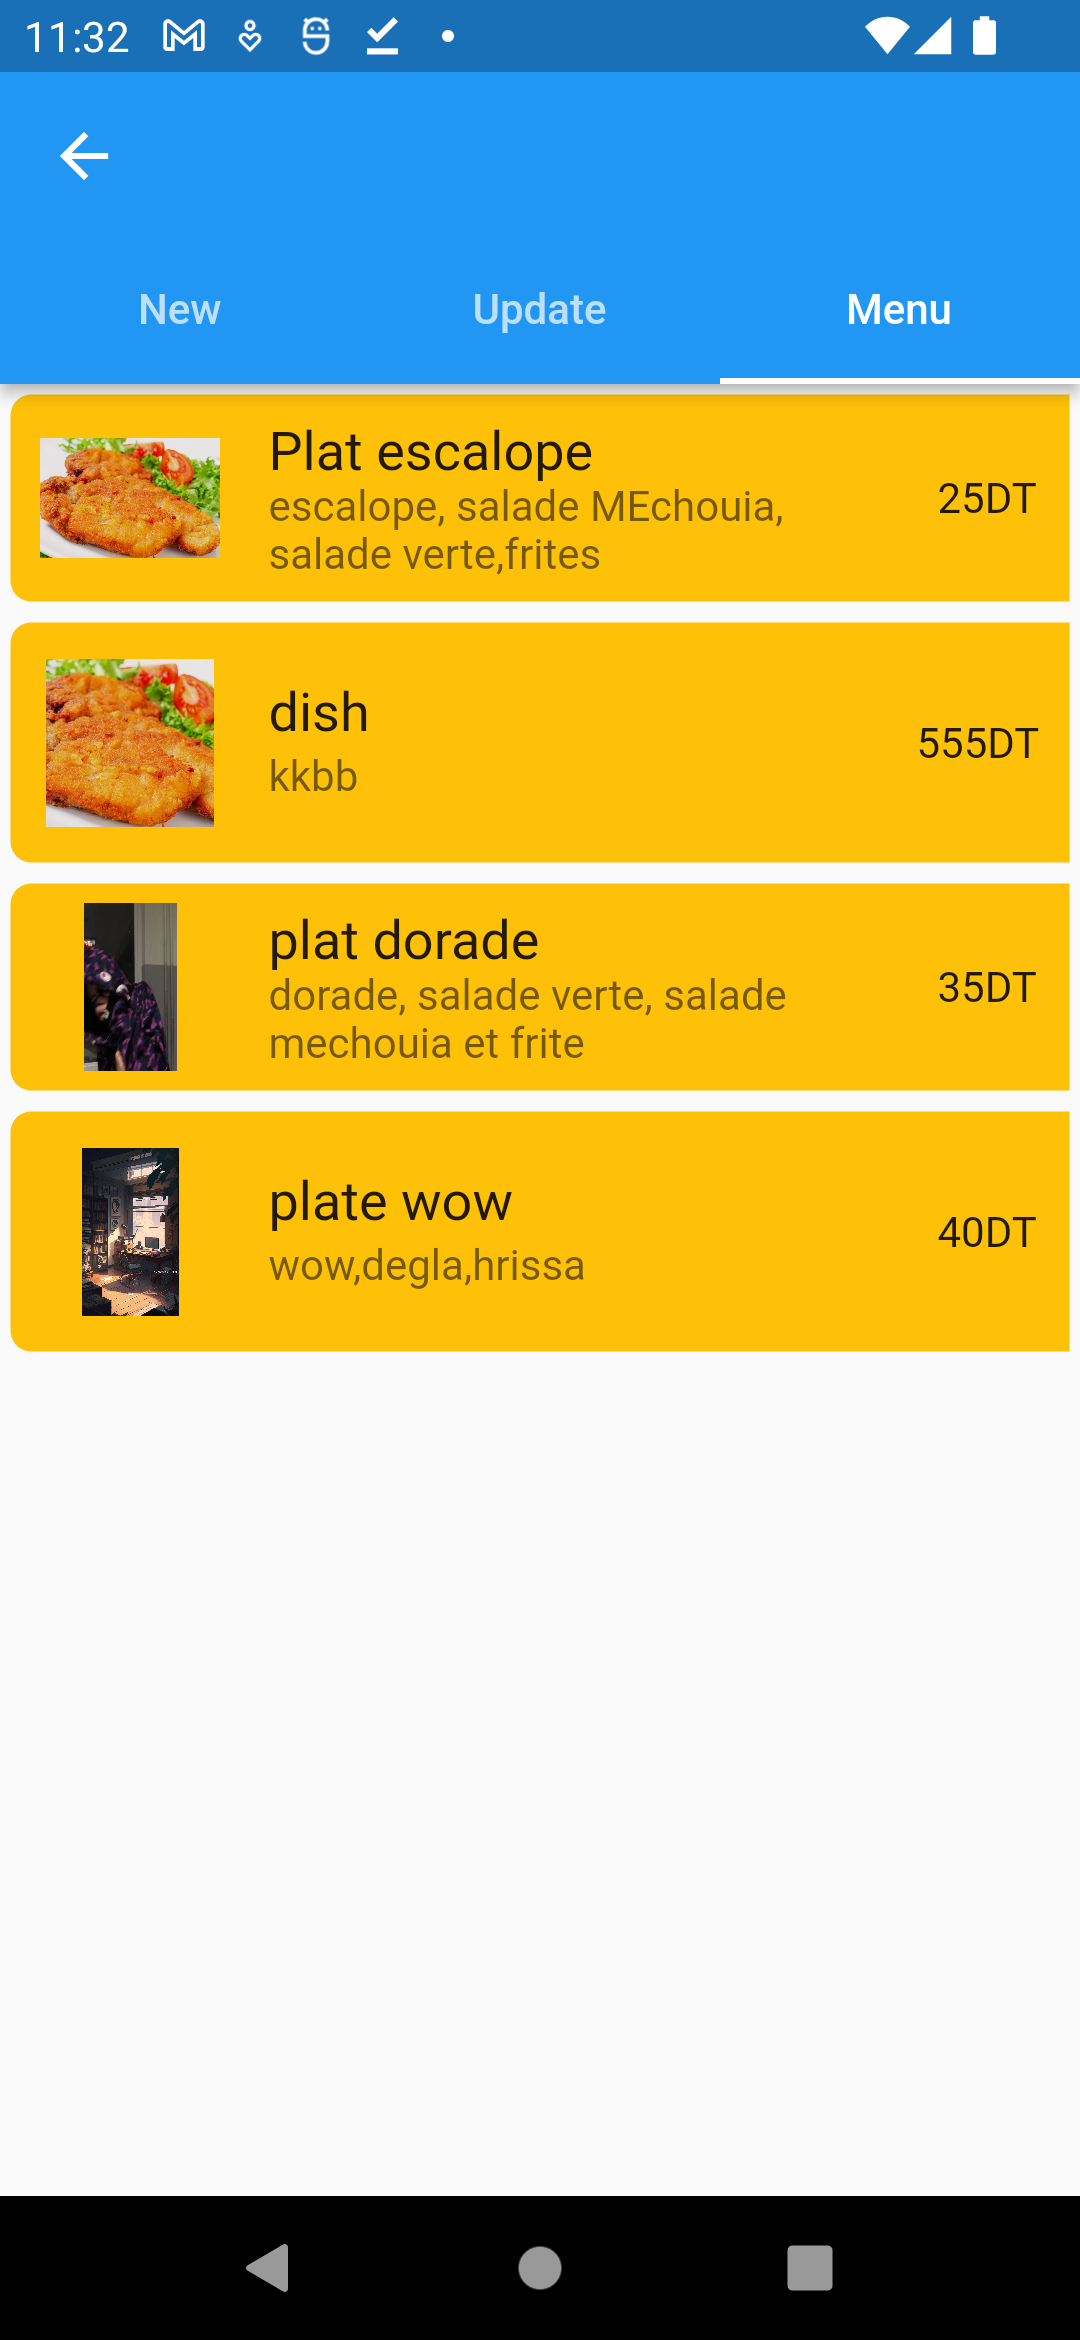 11:32
New Update Menu
Plat escalope
escalope, salade MEchouia,
salade verte,frites
25DT
dish
kkbb
555DT
plat dorade
dorade, salade verte, salade
mechouia et frite
35DT
plate wow
wow,degla,hrissa
40DT